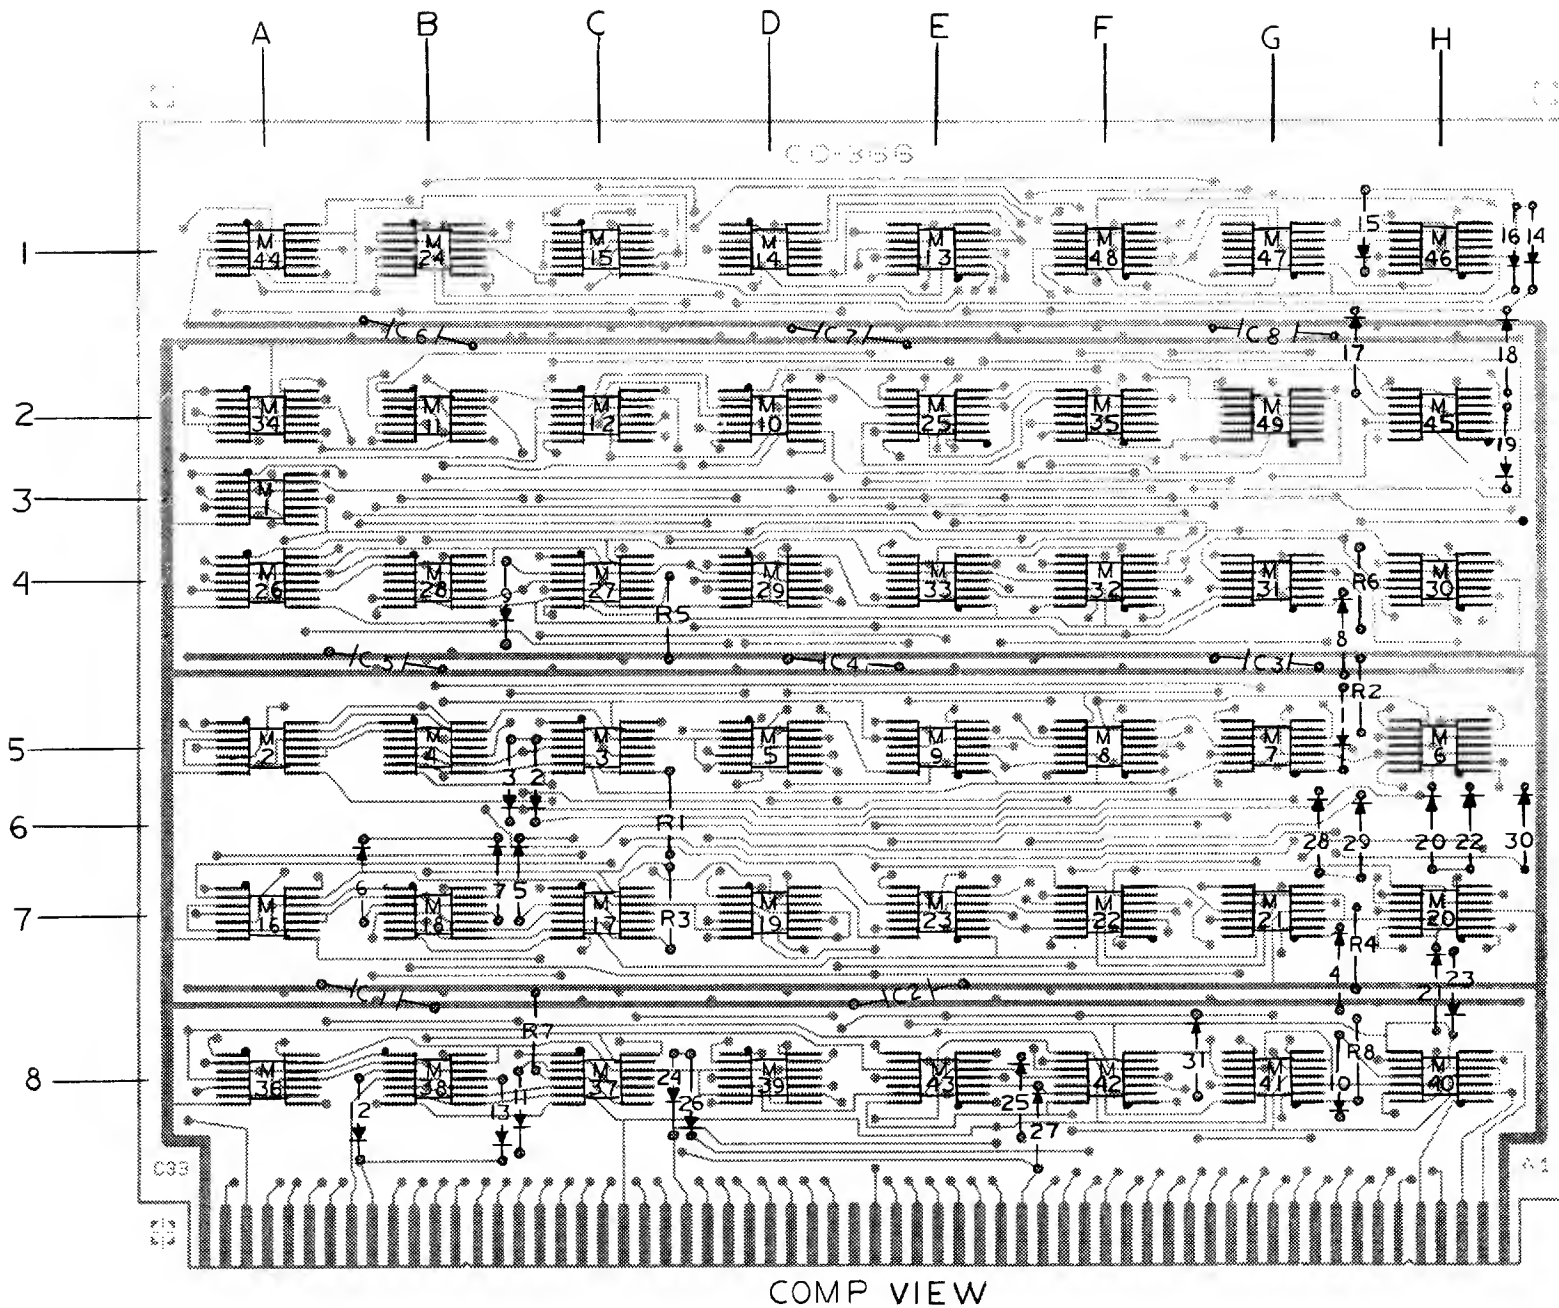 A B C D E F G H
CO-366
1 M 44 M 24 M 15 M 14 M 13 M 48 M 47 15 M 46 16 14
C6 C7 C8 17 18
2 M 34 M 11 M 12 M 10 M 25 M 35 M 49 M 45 19
3 M 1
4 M 26 M 28 9 M 27 R5 M 29 M 33 M 32 M 31 8 R6 M 30
C5 C4 C3 R2
5 M 2 M 4 3 2 M 3 M 5 M 9 M 8 M 7 M 6
6 R1 28 29 20 22 30
7 M 16 6 M 18 7 5 M 17 R3 M 19 M 23 M 22 M 21 4 R4 M 20
C1 C2 21 23
R7 31 R8
8 M 36 12 M 38 13 11 M 37 24 26 M 39 M 43 25 27 M 42 M 41 10 M 40
C33 A1
COMP VIEW